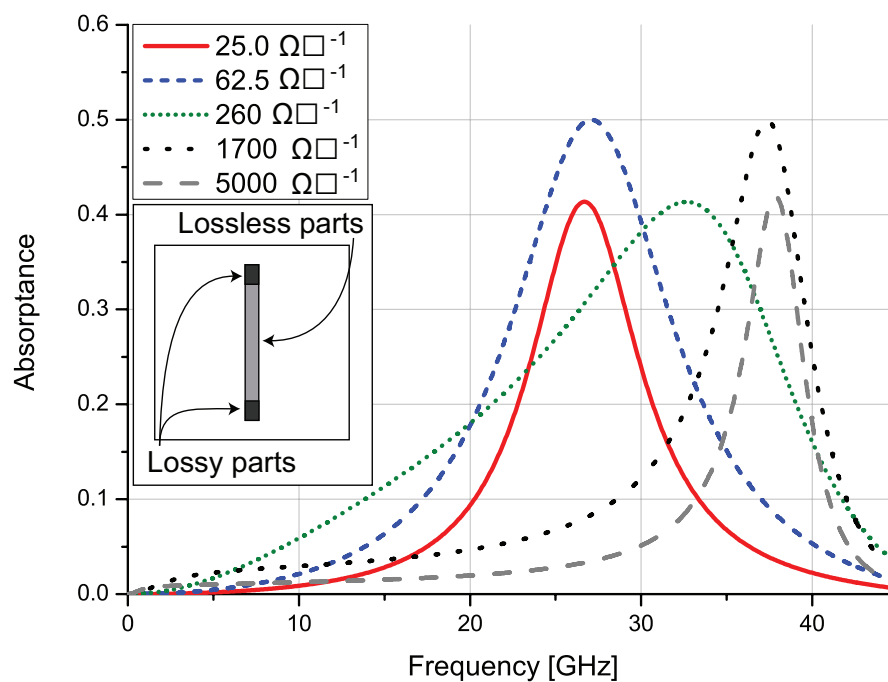 0.6
0.5
0.4
0.3
0.2
0.1
0.0
Absorptance
25.0 Ω□⁻¹
62.5 Ω□⁻¹
260 Ω□⁻¹
1700 Ω□⁻¹
5000 Ω□⁻¹
Lossless parts
Lossy parts
0 10 20 30 40
Frequency [GHz]